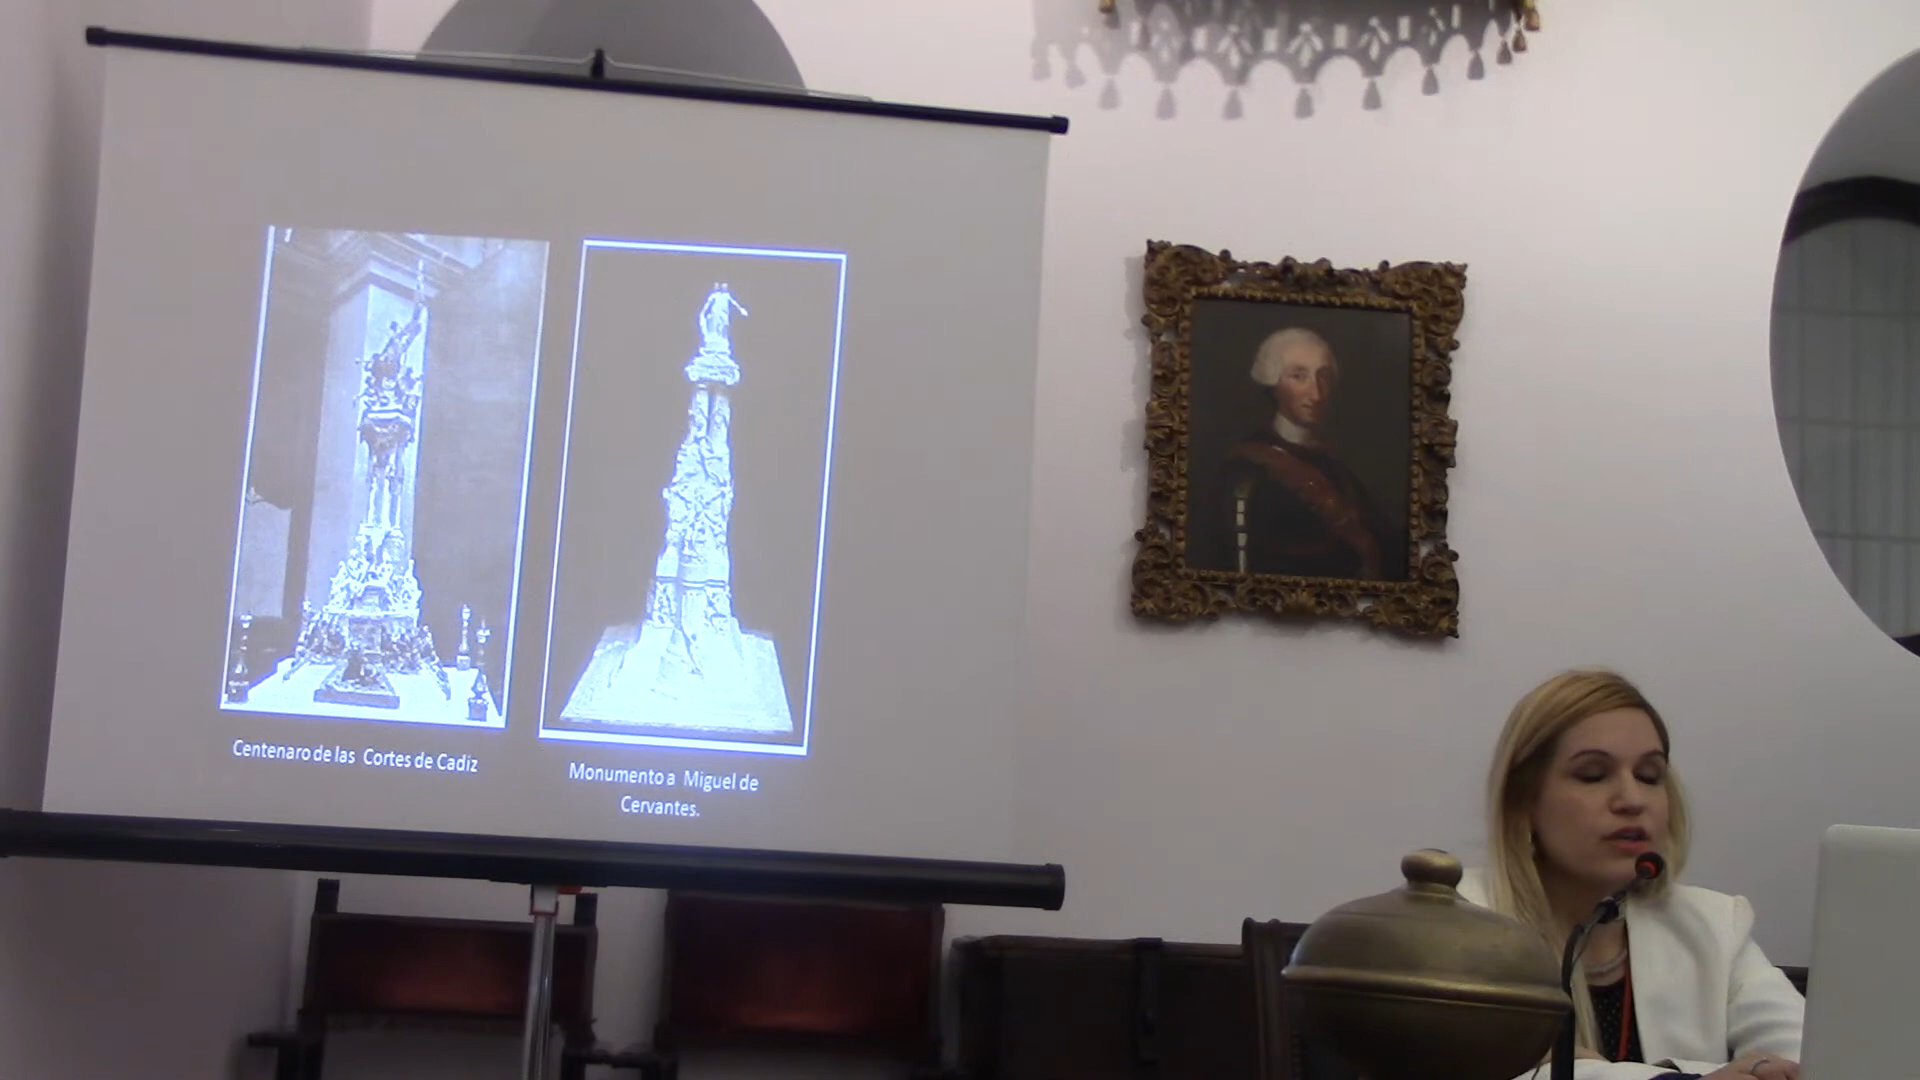 Centenaro de las Cortes de Cadiz
Monumento a Miguel de
Cervantes.